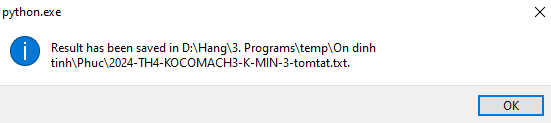 python.exe
Result has been saved in D:\Hang\3. Programs\temp\On dinh
tinh\Phuc\2024-TH4-KOCOMACH3-K-MIN-3-tomtat.txt.
OK